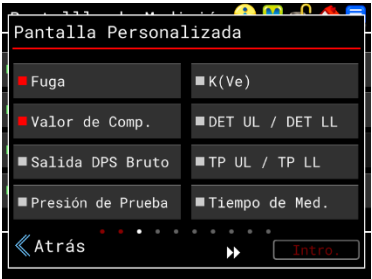 Pantalla Personalizada
Fuga
K(Ve)
Valor de Comp.
DET UL / DET LL
Salida DPS Bruto
TP UL / TP LL
Presión de Prueba
Tiempo de Med.
Atrás
Intro.